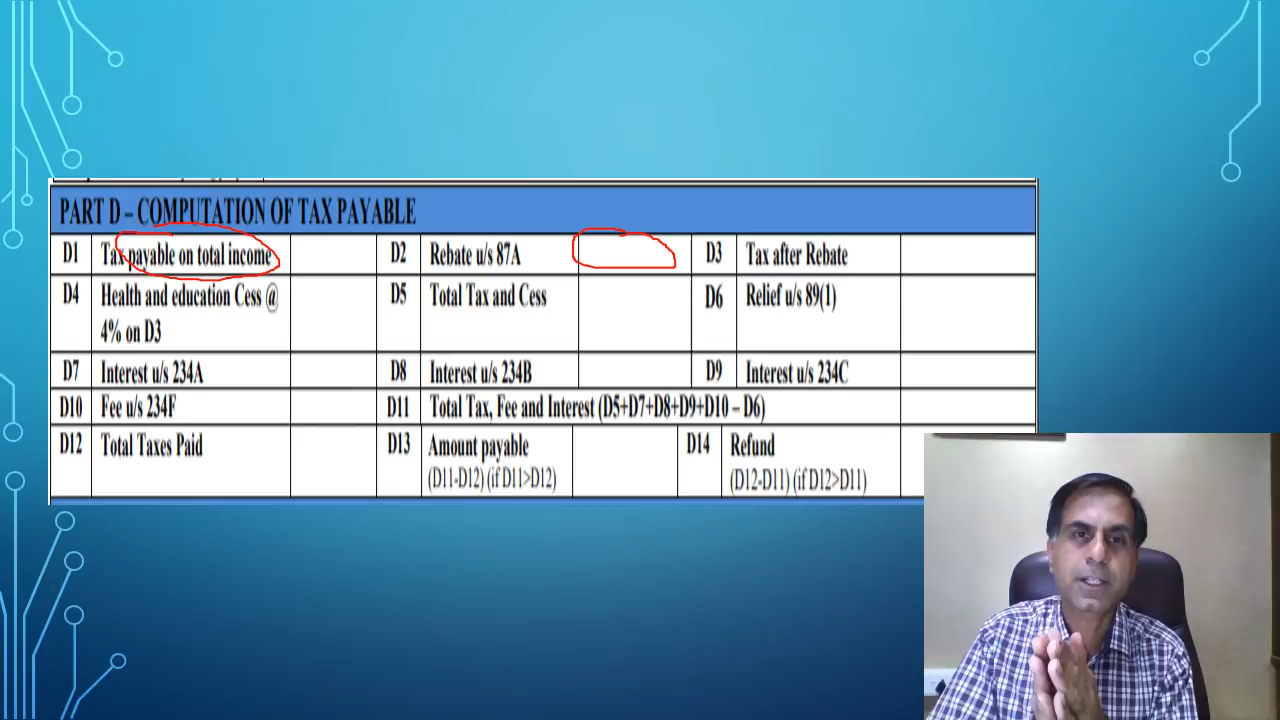 PART D – COMPUTATION OF TAX PAYABLE
D1 Tax payable on total income D2 Rebate u/s 87A D3 Tax after Rebate
D4 Health and education Cess @ D5 Total Tax and Cess D6 Relief u/s 89(1)
4% on D3
D7 Interest u/s 234A D8 Interest u/s 234B D9 Interest u/s 234C
D10 Fee u/s 234F D11 Total Tax, Fee and Interest (D5+D7+D8+D9+D10 – D6)
D12 Total Taxes Paid D13 Amount payable D14 Refund
(D11-D12) (if D11>D12) (D12-D11) (if D12>D11)